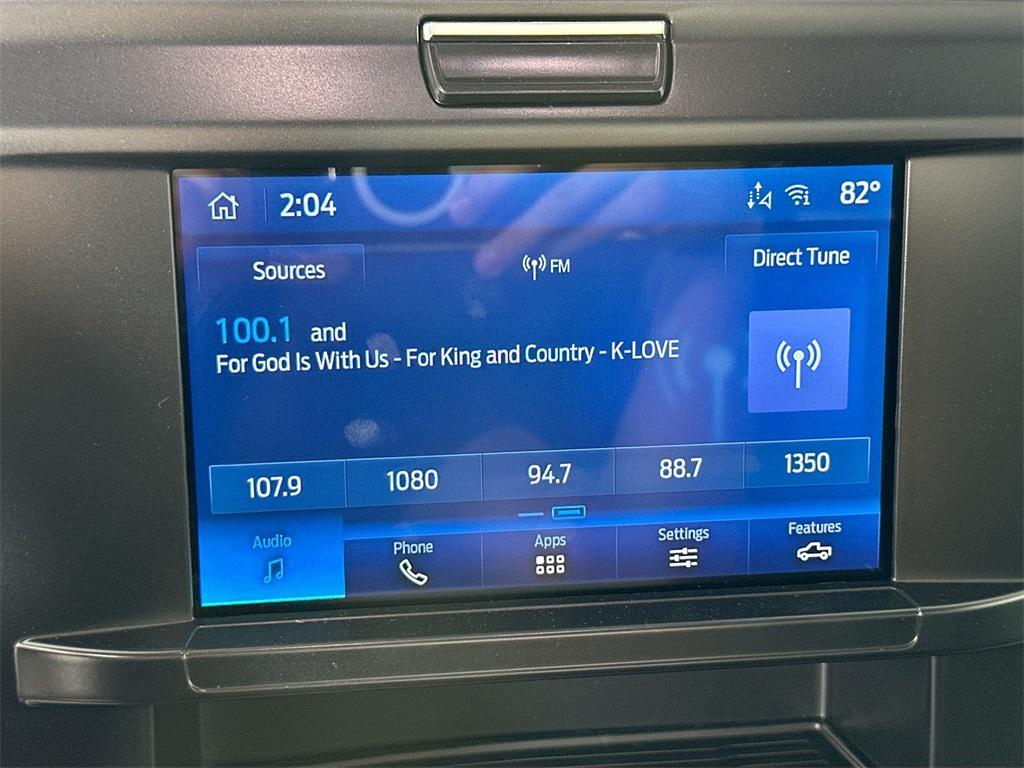 2:04 82°
Sources FM Direct Tune
100.1 and
For God Is With Us - For King and Country - K-LOVE
107.9 1080 94.7 88.7 1350
Audio Phone Apps Settings Features